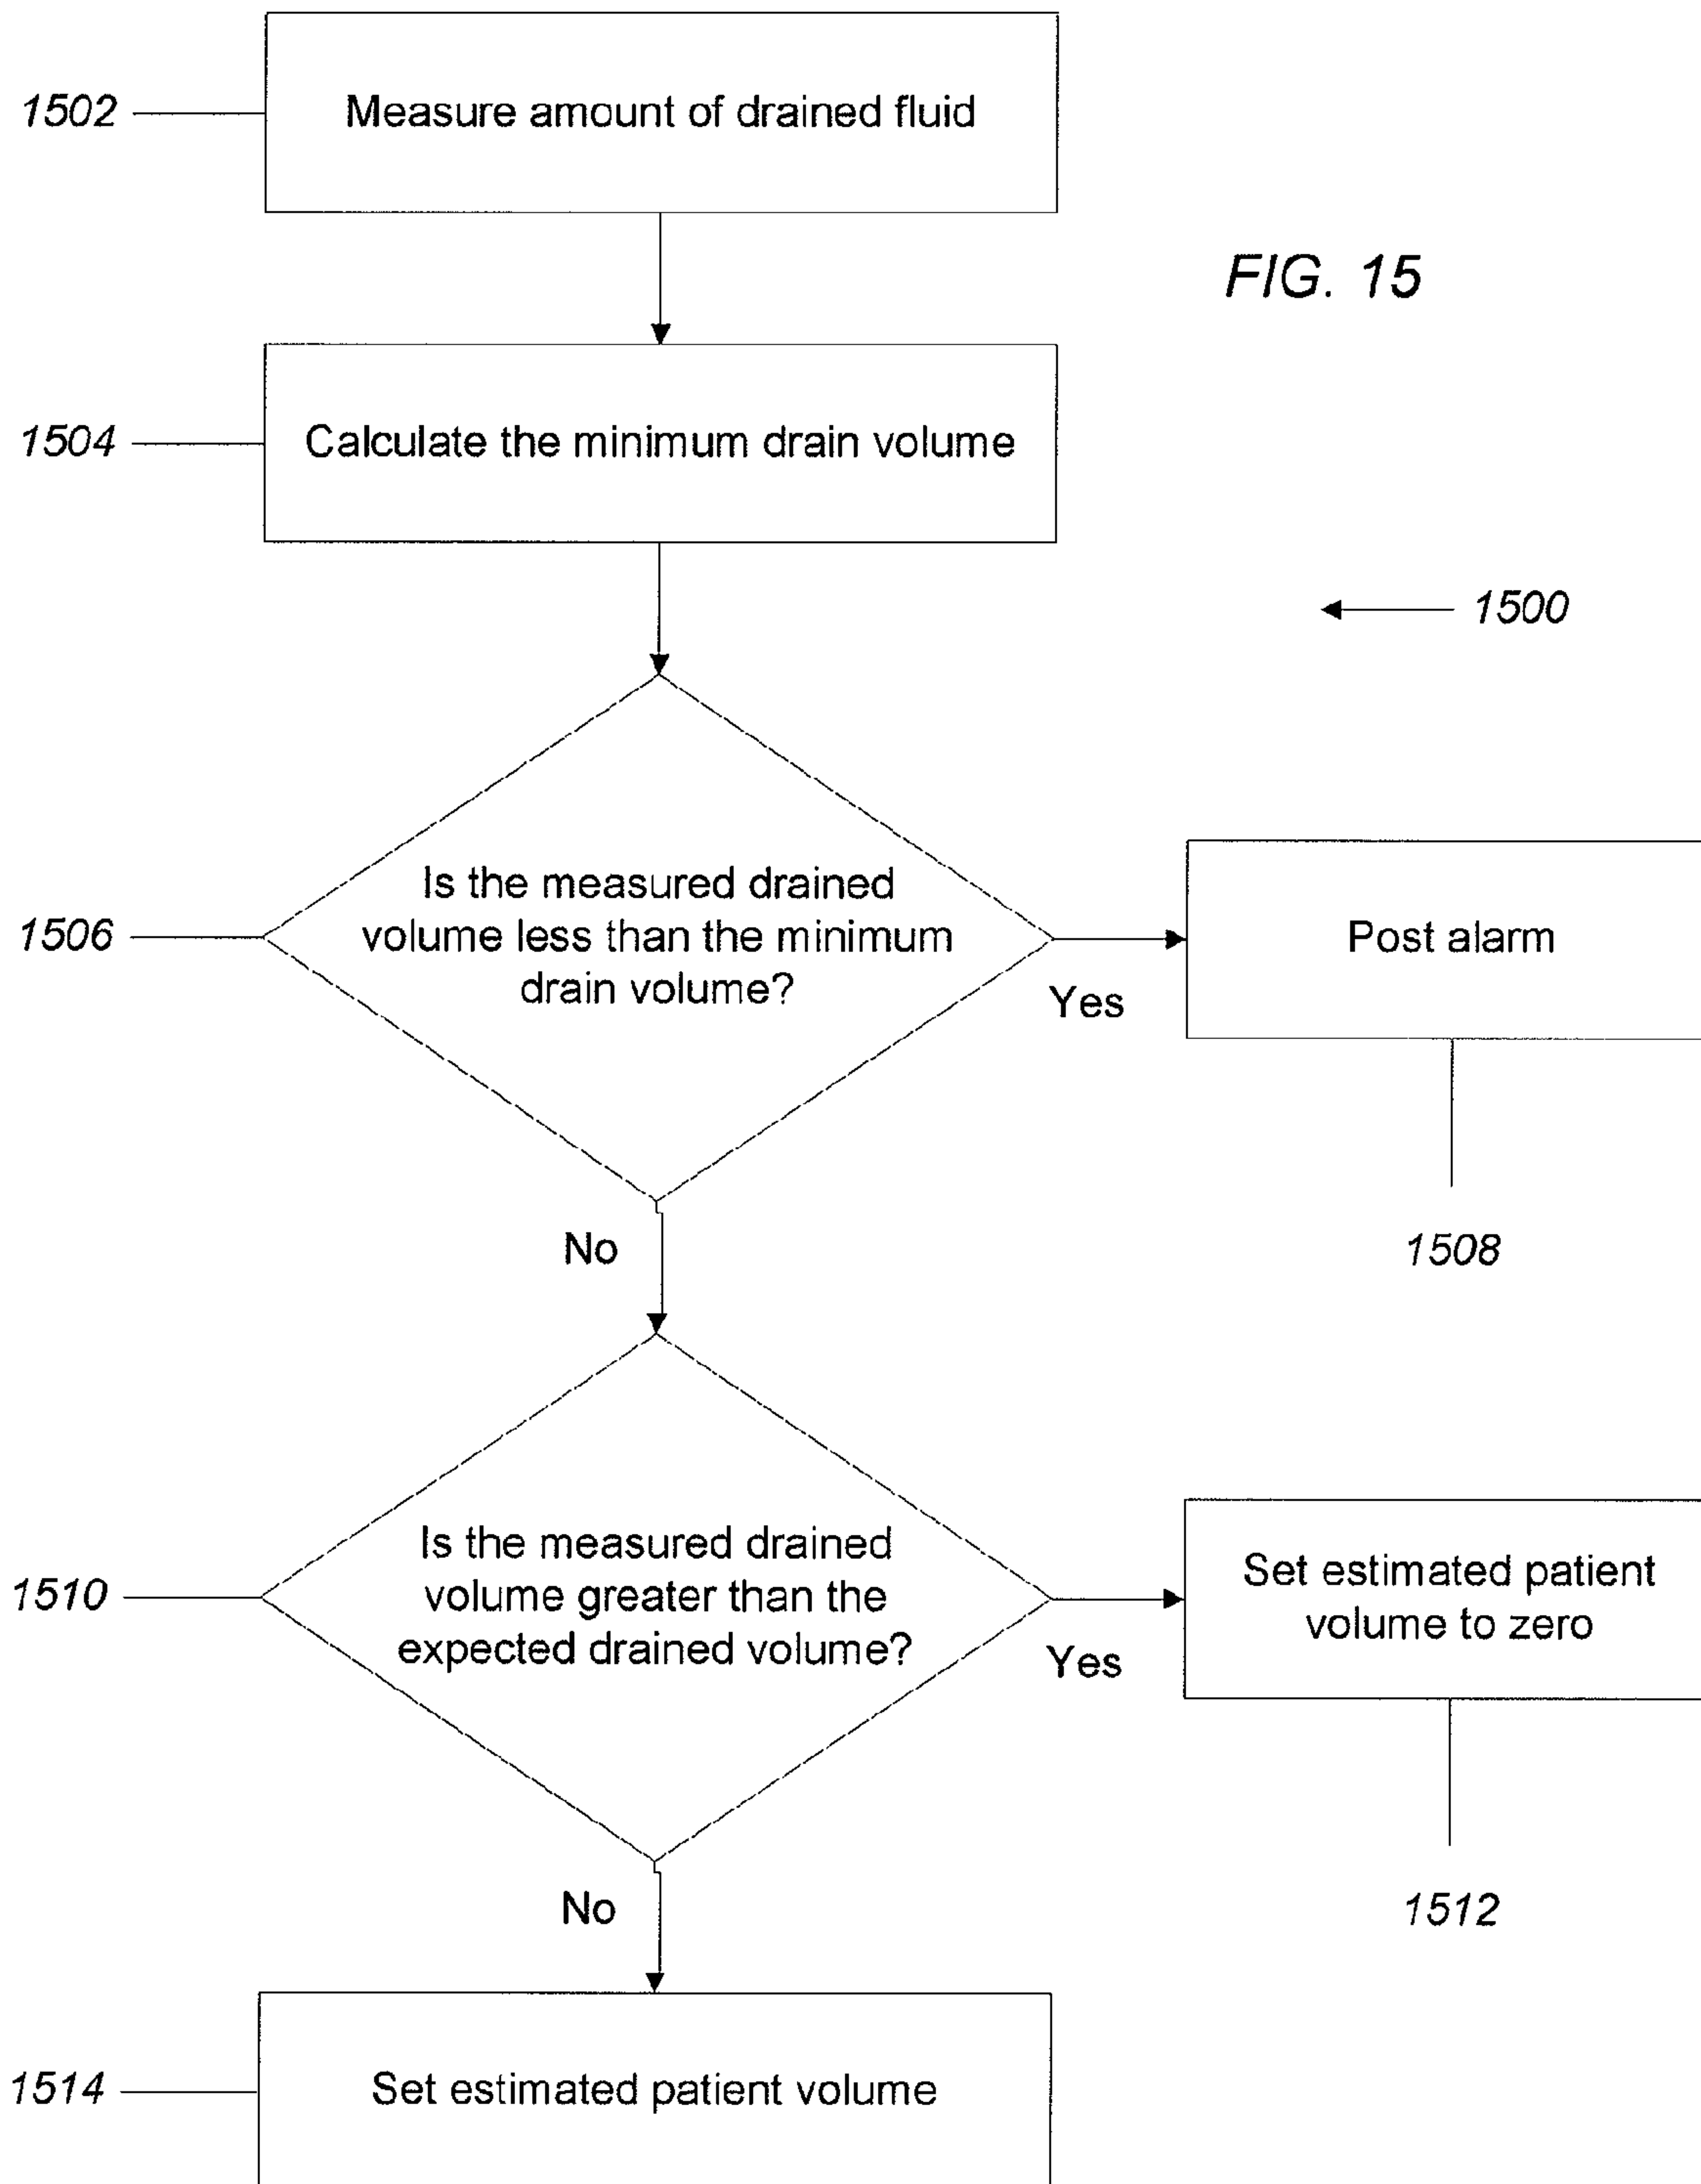 1502
Measure amount of drained fluid
FIG. 15
1504
Calculate the minimum drain volume
1500
1506
Is the measured drained
volume less than the minimum
drain volume?
Yes
Post alarm
1508
No
1510
Is the measured drained
volume greater than the
expected drained volume?
Yes
Set estimated patient
volume to zero
1512
No
1514
Set estimated patient volume